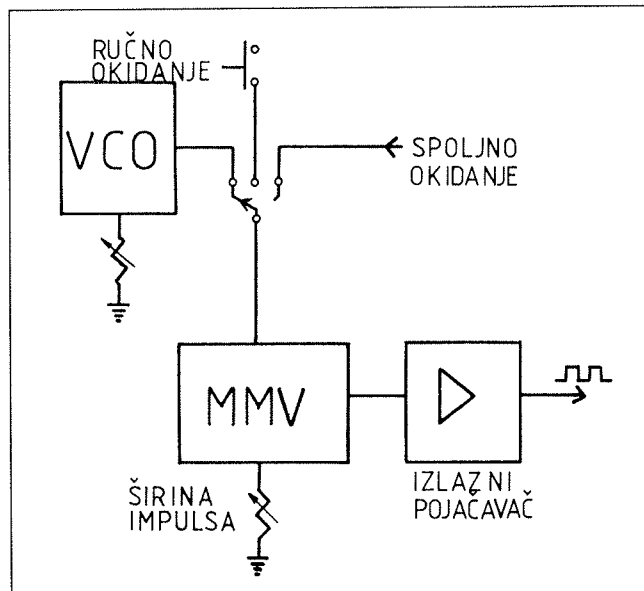 RUČNO
OKIDANJE
VCO
SPOLJNO
OKIDANJE
MMV
ŠIRINA
IMPULSA
IZLAZNI
POJAČAVAČ